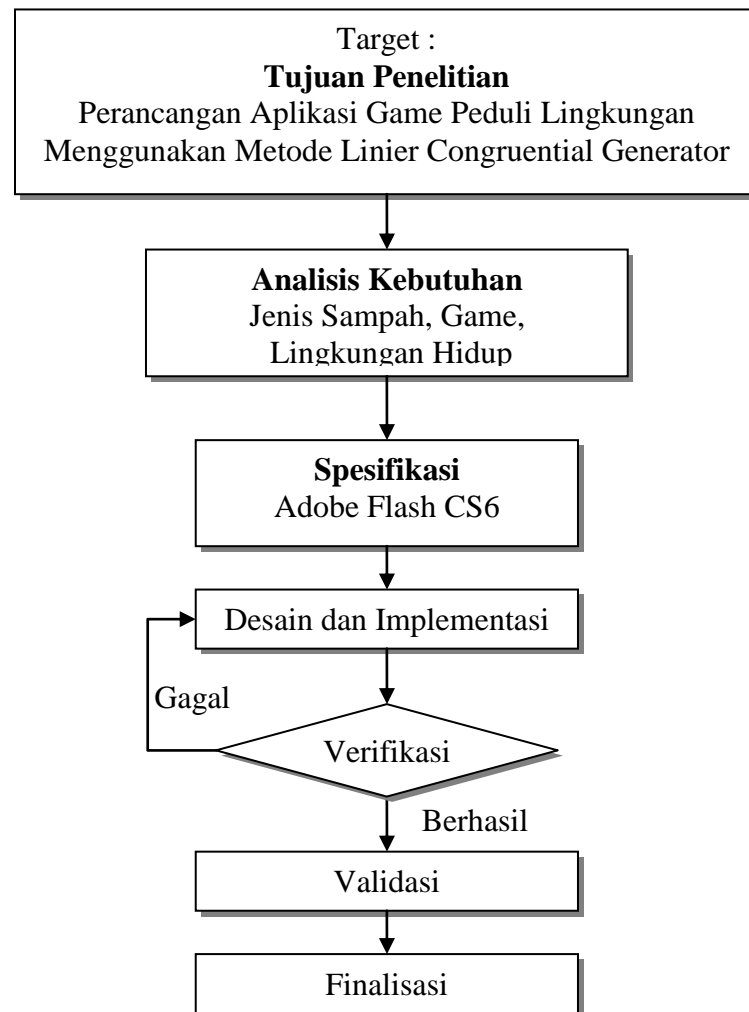 Target :
Tujuan Penelitian
Perancangan Aplikasi Game Peduli Lingkungan
Menggunakan Metode Linier Congruential Generator
Analisis Kebutuhan
Jenis Sampah, Game,
Lingkungan Hidup
Spesifikasi
Adobe Flash CS6
Desain dan Implementasi
Gagal
Verifikasi
Berhasil
Validasi
Finalisasi